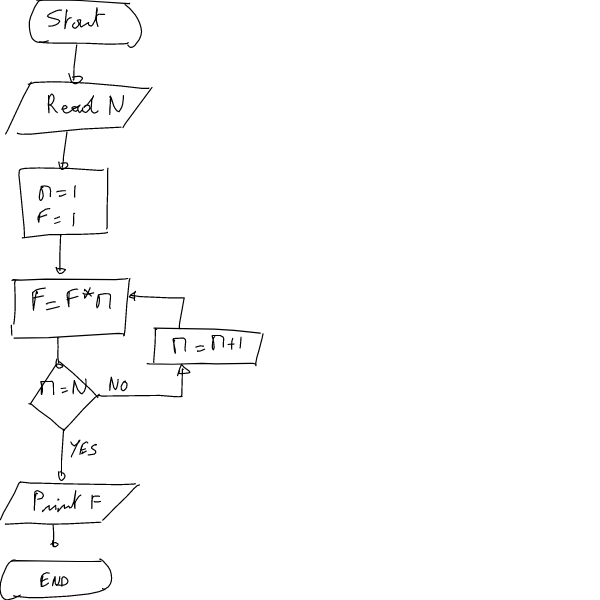 Start
Read N
n=1
F=1
F=F*n
n=n+1
n=N
NO
YES
Print F
END